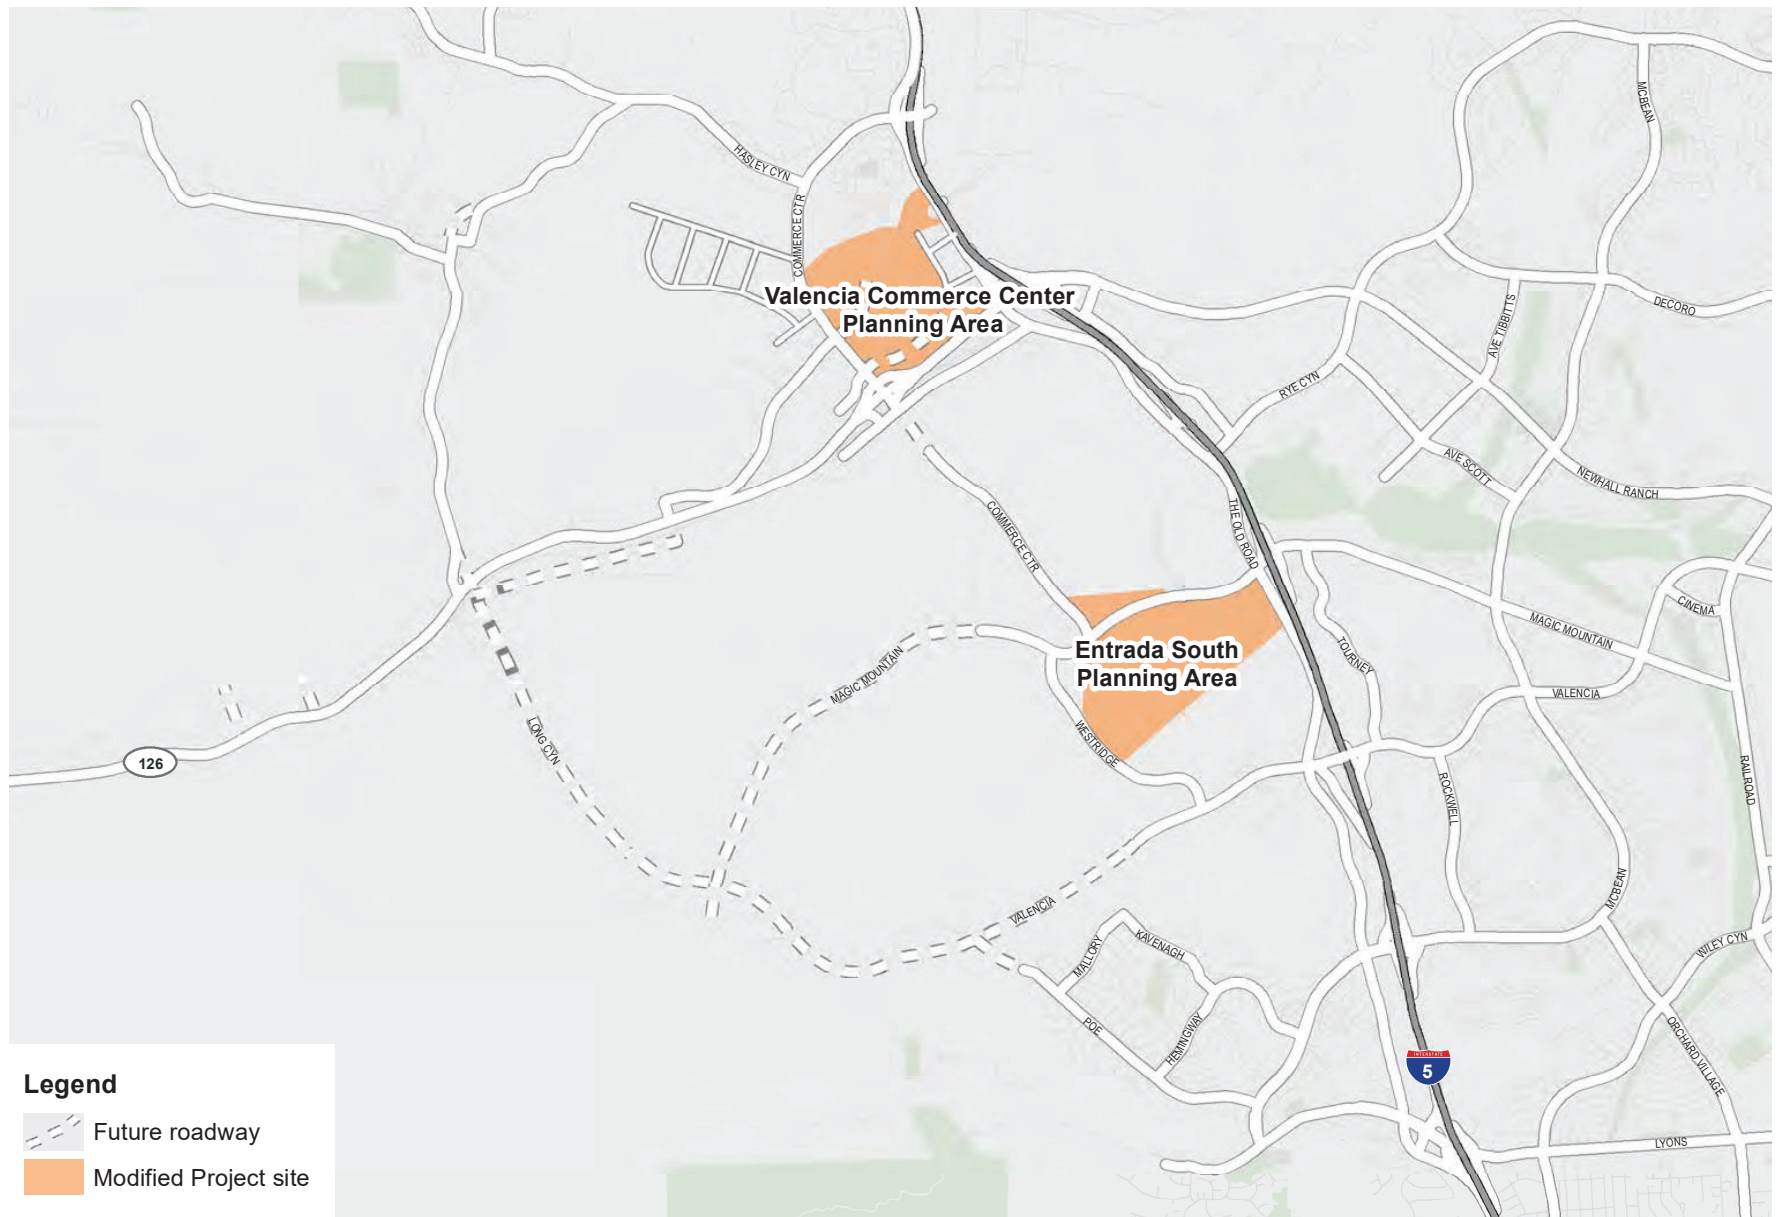 MCBEAN
HASLEY CYN
COMMERCE CTR
Valencia Commerce Center
Planning Area
DECORO
AVE TIBBITTS
RYE CYN
AVE SCOTT
NEWHALL RANCH
THE OLD ROAD
COMMERCE CTR
CINEMA
MAGIC MOUNTAIN
TOURNEY
Entrada South
Planning Area
MAGIC MOUNTAIN
VALENCIA
WESTRIDGE
LONG CYN
126
RAILROAD
ROCKWELL
MCBEAN
VALENCIA
KAVENAGH
MALLORY
WILEY CYN
POE
HEMINGWAY
ORCHARD VILLAGE
INTERSTATE
5
LYONS
Legend
Future roadway
Modified Project site